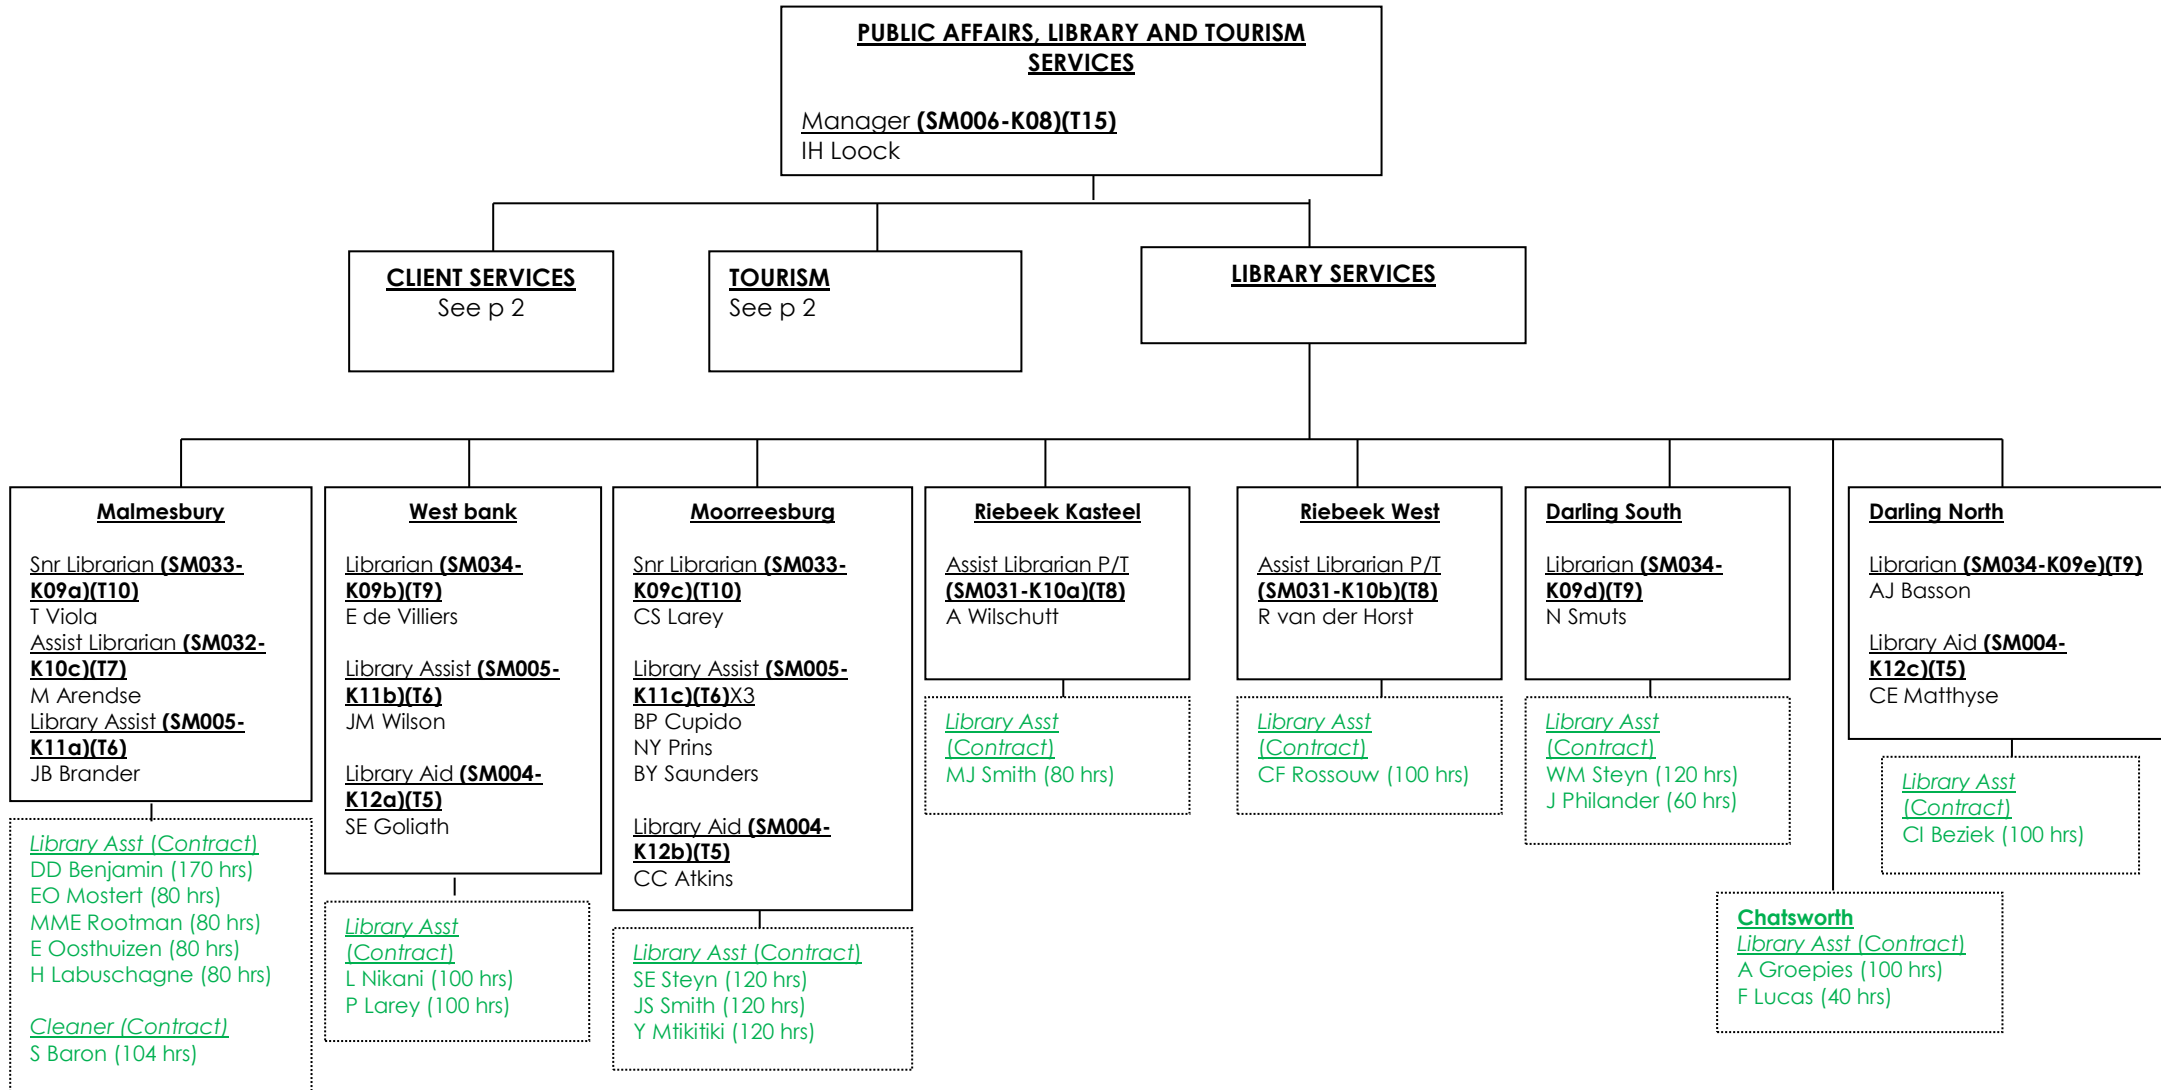 PUBLIC AFFAIRS, LIBRARY AND TOURISM
SERVICES
Manager (SM006-K08)(T15)
IH Loock
CLIENT SERVICES
See p 2
TOURISM
See p 2
LIBRARY SERVICES
Malmesbury
Snr Librarian (SM033-
K09a)(T10)
T Viola
Assist Librarian (SM032-
K10c)(T7)
M Arendse
Library Assist (SM005-
K11a)(T6)
JB Brander
Library Asst (Contract)
DD Benjamin (170 hrs)
EO Mostert (80 hrs)
MME Rootman (80 hrs)
E Oosthuizen (80 hrs)
H Labuschagne (80 hrs)
Cleaner (Contract)
S Baron (104 hrs)
West bank
Librarian (SM034-
K09b)(T9)
E de Villiers
Library Assist (SM005-
K11b)(T6)
JM Wilson
Library Aid (SM004-
K12a)(T5)
SE Goliath
Library Asst
(Contract)
L Nikani (100 hrs)
P Larey (100 hrs)
Moorreesburg
Snr Librarian (SM033-
K09c)(T10)
CS Larey
Library Assist (SM005-
K11c)(T6)X3
BP Cupido
NY Prins
BY Saunders
Library Aid (SM004-
K12b)(T5)
CC Atkins
Library Asst (Contract)
SE Steyn (120 hrs)
JS Smith (120 hrs)
Y Mtikitiki (120 hrs)
Riebeek Kasteel
Assist Librarian P/T
(SM031-K10a)(T8)
A Wilschutt
Library Asst
(Contract)
MJ Smith (80 hrs)
Riebeek West
Assist Librarian P/T
(SM031-K10b)(T8)
R van der Horst
Library Asst
(Contract)
CF Rossouw (100 hrs)
Darling South
Librarian (SM034-
K09d)(T9)
N Smuts
Library Asst
(Contract)
WM Steyn (120 hrs)
J Philander (60 hrs)
Chatsworth
Library Asst (Contract)
A Groepies (100 hrs)
F Lucas (40 hrs)
Darling North
Librarian (SM034-K09e)(T9)
AJ Basson
Library Aid (SM004-
K12c)(T5)
CE Matthyse
Library Asst
(Contract)
CI Beziek (100 hrs)